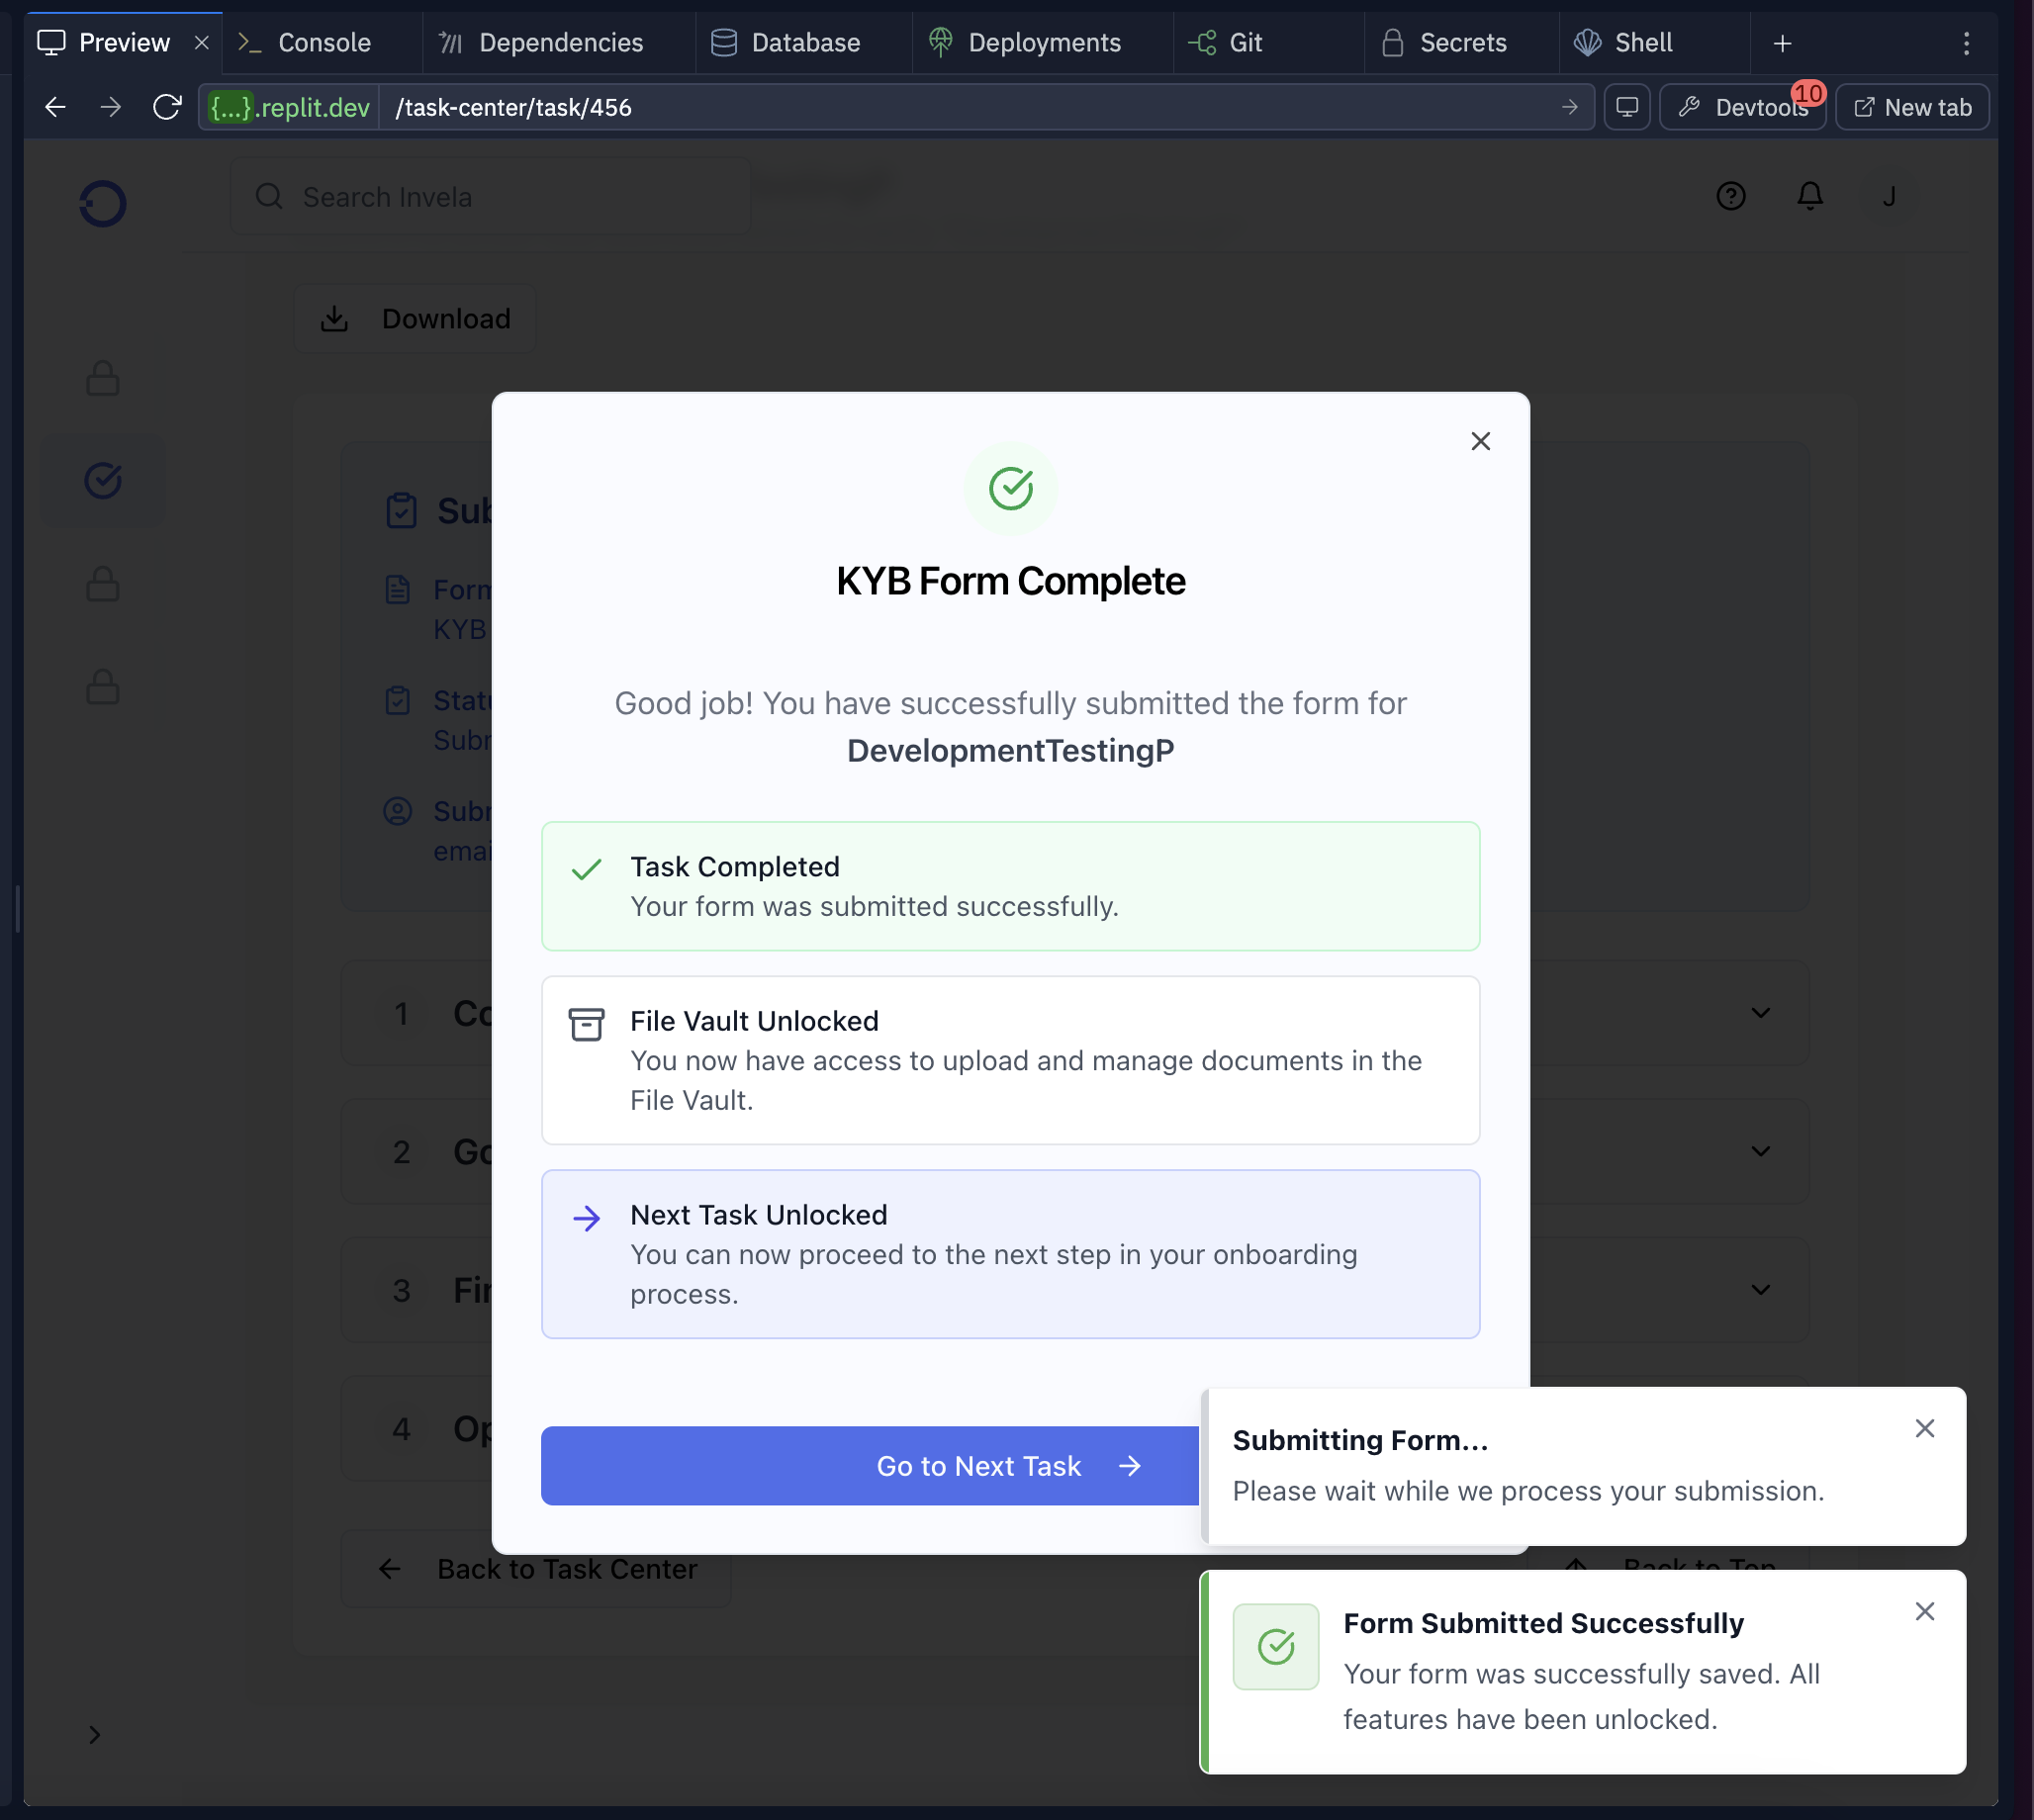 Preview
Console
Dependencies
Database
Deployments
Git
Secrets
Shell
{...}.replit.dev
/task-center/task/456
Devtools
10
New tab
Search Invela
J
Download
KYB Form Complete
Good job! You have successfully submitted the form for
DevelopmentTestingP
Task Completed
Your form was submitted successfully.
File Vault Unlocked
You now have access to upload and manage documents in the
File Vault.
Next Task Unlocked
You can now proceed to the next step in your onboarding
process.
Go to Next Task
Sub
Form
KYB
Statu
Subm
emai
1 Co
2 Go
3 Fin
4 Op
Back to Task Center
Back to Top
Submitting Form...
Please wait while we process your submission.
Form Submitted Successfully
Your form was successfully saved. All
features have been unlocked.